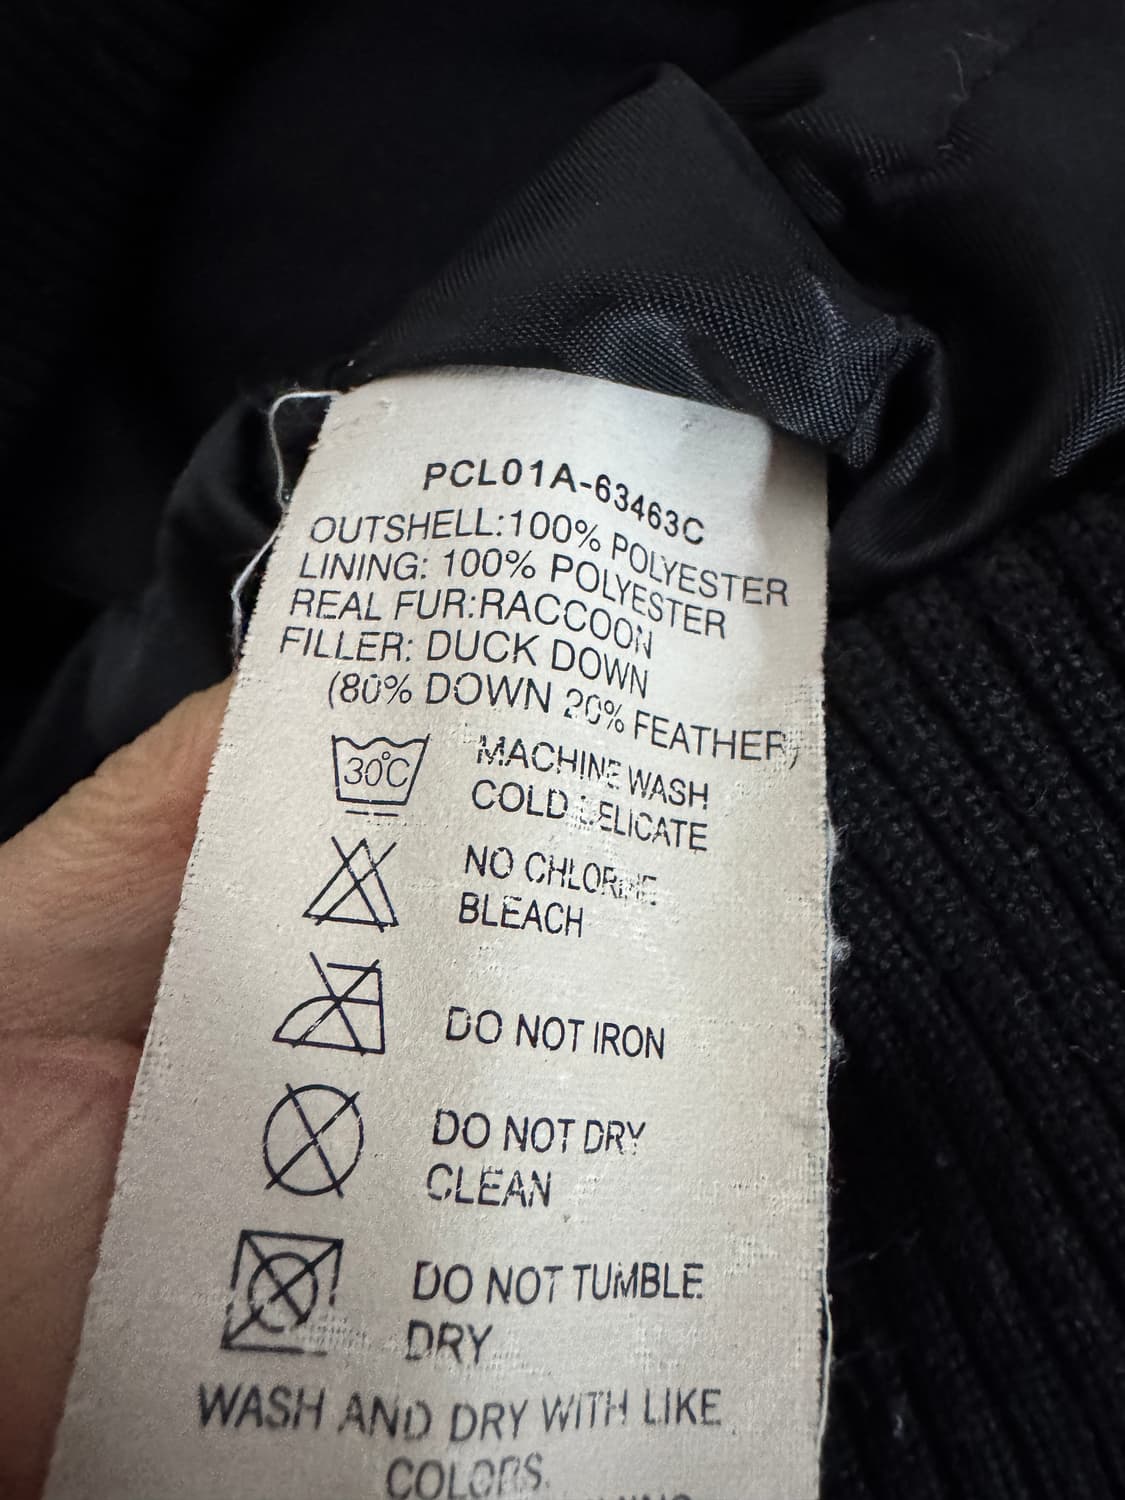 PCL01A-63463C
OUTSHELL:100% POLYESTER
LINING: 100% POLYESTER
REAL FUR:RACCOON
FILLER: DUCK DOWN
(80% DOWN 20% FEATHER)
30°C
MACHINE WASH
COLD DELICATE
NO CHLORINE
BLEACH
DO NOT IRON
DO NOT DRY
CLEAN
DO NOT TUMBLE
DRY
WASH AND DRY WITH LIKE
COLORS.